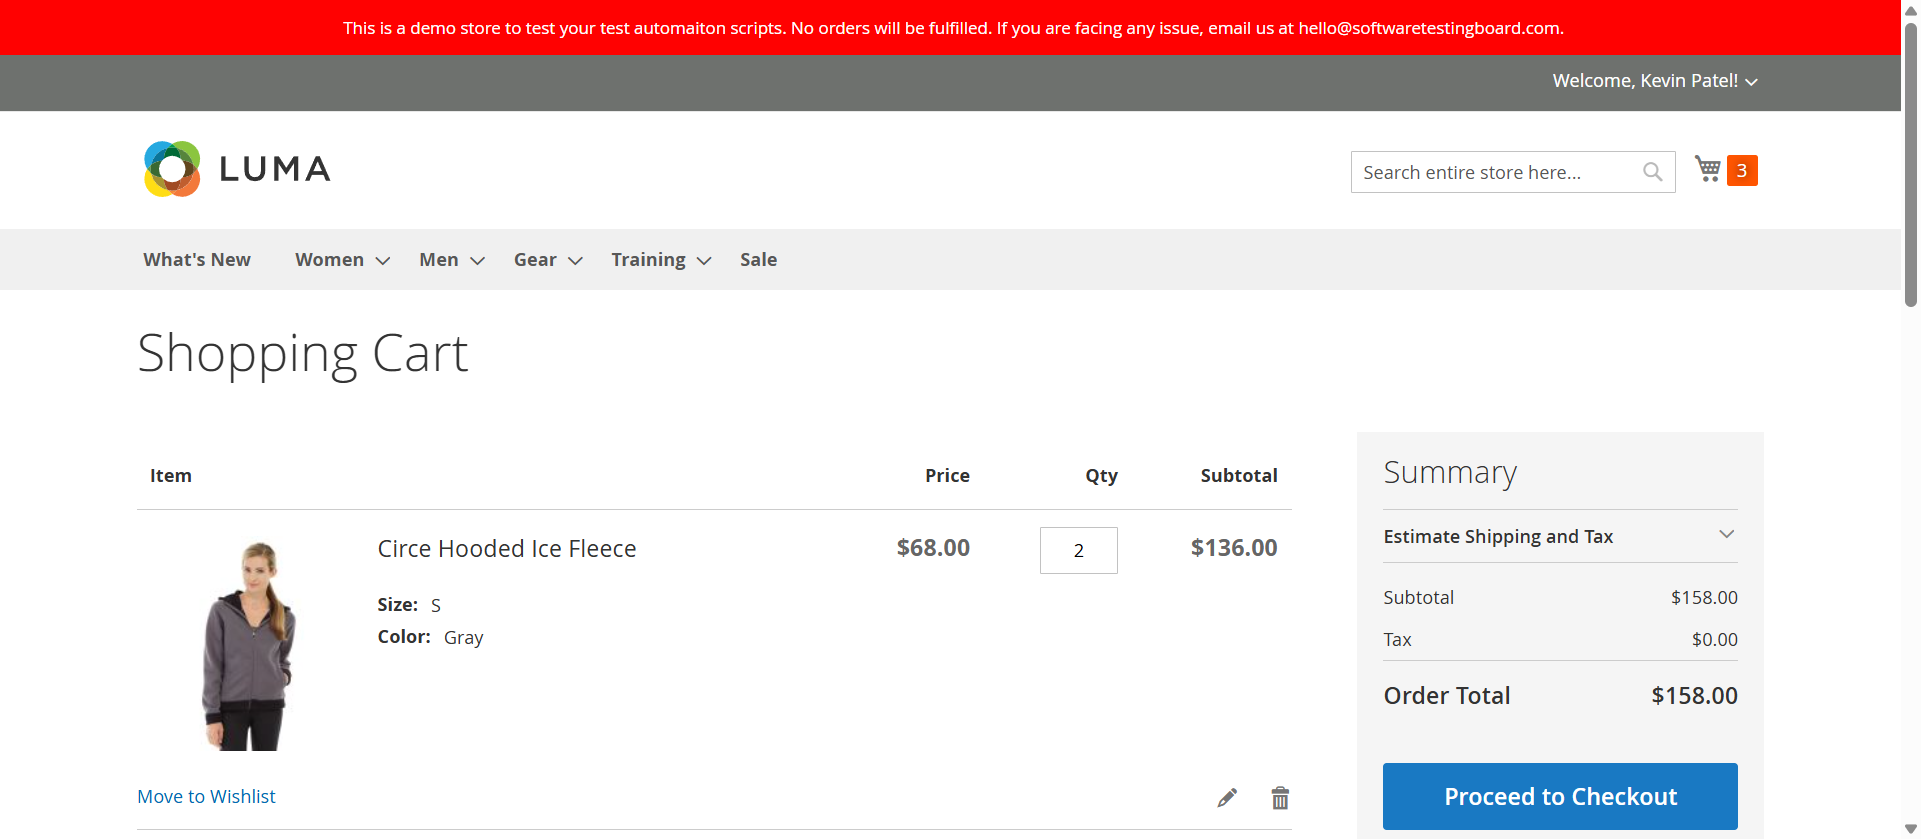 This is a demo store to test your test automaiton scripts. No orders will be fulfilled. If you are facing any issue, email us at hello@softwaretestingboard.com.
Welcome, Kevin Patel!
LUMA
Search entire store here...
3
What's New Women Men Gear Training Sale
Shopping Cart
Item Price Qty Subtotal
Circe Hooded Ice Fleece $68.00 2 $136.00
Size: S
Color: Gray
Move to Wishlist
Summary
Estimate Shipping and Tax
Subtotal $158.00
Tax $0.00
Order Total $158.00
Proceed to Checkout